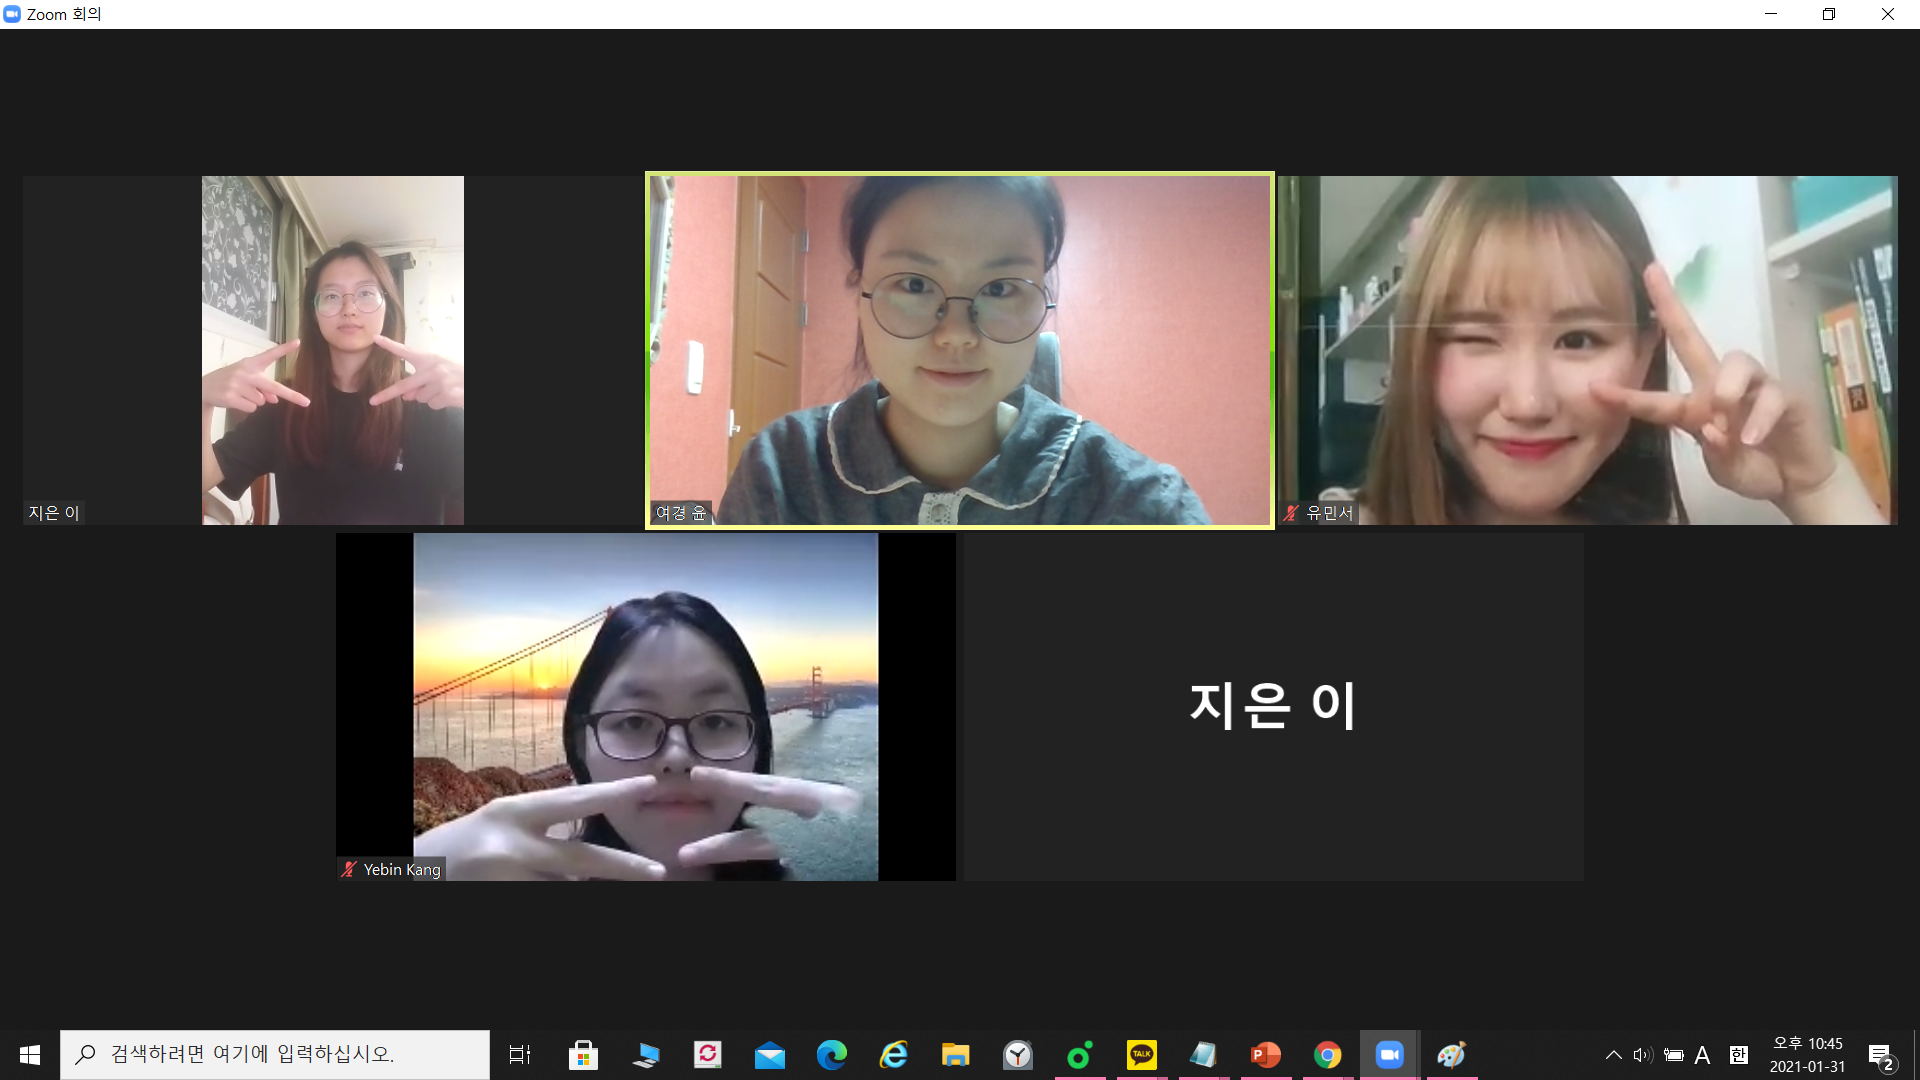 Zoom 회의
지은 이
여경 윤
유민서
Yebin Kang
지은 이
검색하려면 여기에 입력하십시오.
TALK
P
A
한
오후 10:45
2021-01-31
2